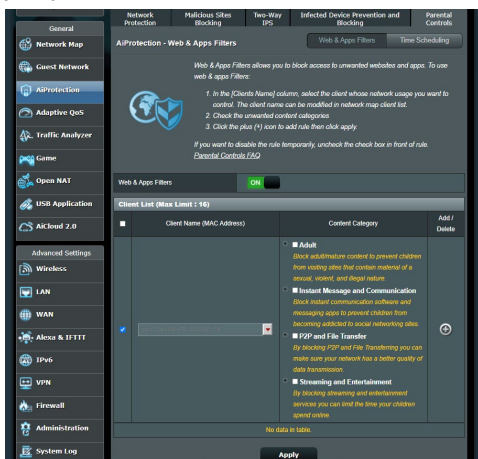 General
Network Map
Guest Network
AiProtection
Adaptive QoS
Traffic Analyzer
Game
Open NAT
USB Application
AiCloud 2.0
Advanced Settings
Wireless
LAN
WAN
Alexa & IFTTT
IPv6
VPN
Firewall
Administration
System Log
Network Protection
Malicious Sites Blocking
Two-Way IPS
Infected Device Prevention and Blocking
Parental Controls
AiProtection - Web & Apps Filters
Web & Apps Filters
Time Scheduling
Web & Apps Filters allows you to block access to unwanted websites and apps. To use
web & apps Filters:
1. In the [Clients Name] column, select the client whose network usage you want to
control. The client name can be modified in network map client list.
2. Check the unwanted content categories
3. Click the plus (+) icon to add rule then click apply.
If you want to disable the rule temporarily, uncheck the check box in front of rule.
Parental Controls FAQ
Web & Apps Filters
ON
Client List (Max Limit : 16)
Client Name (MAC Address)
Content Category
Add / Delete
Adult
Block adult/mature content to prevent children
from visiting sites that contain material of a
sexual, violent, and illegal nature.
Instant Message and Communication
Block instant communication software and
messaging apps to prevent children from
becoming addicted to social networking sites.
P2P and File Transfer
By blocking P2P and File Transferring you can
make sure your network has a better quality of
data transmission.
Streaming and Entertainment
By blocking streaming and entertainment
services you can limit the time your children
spend online.
No data in table.
Apply